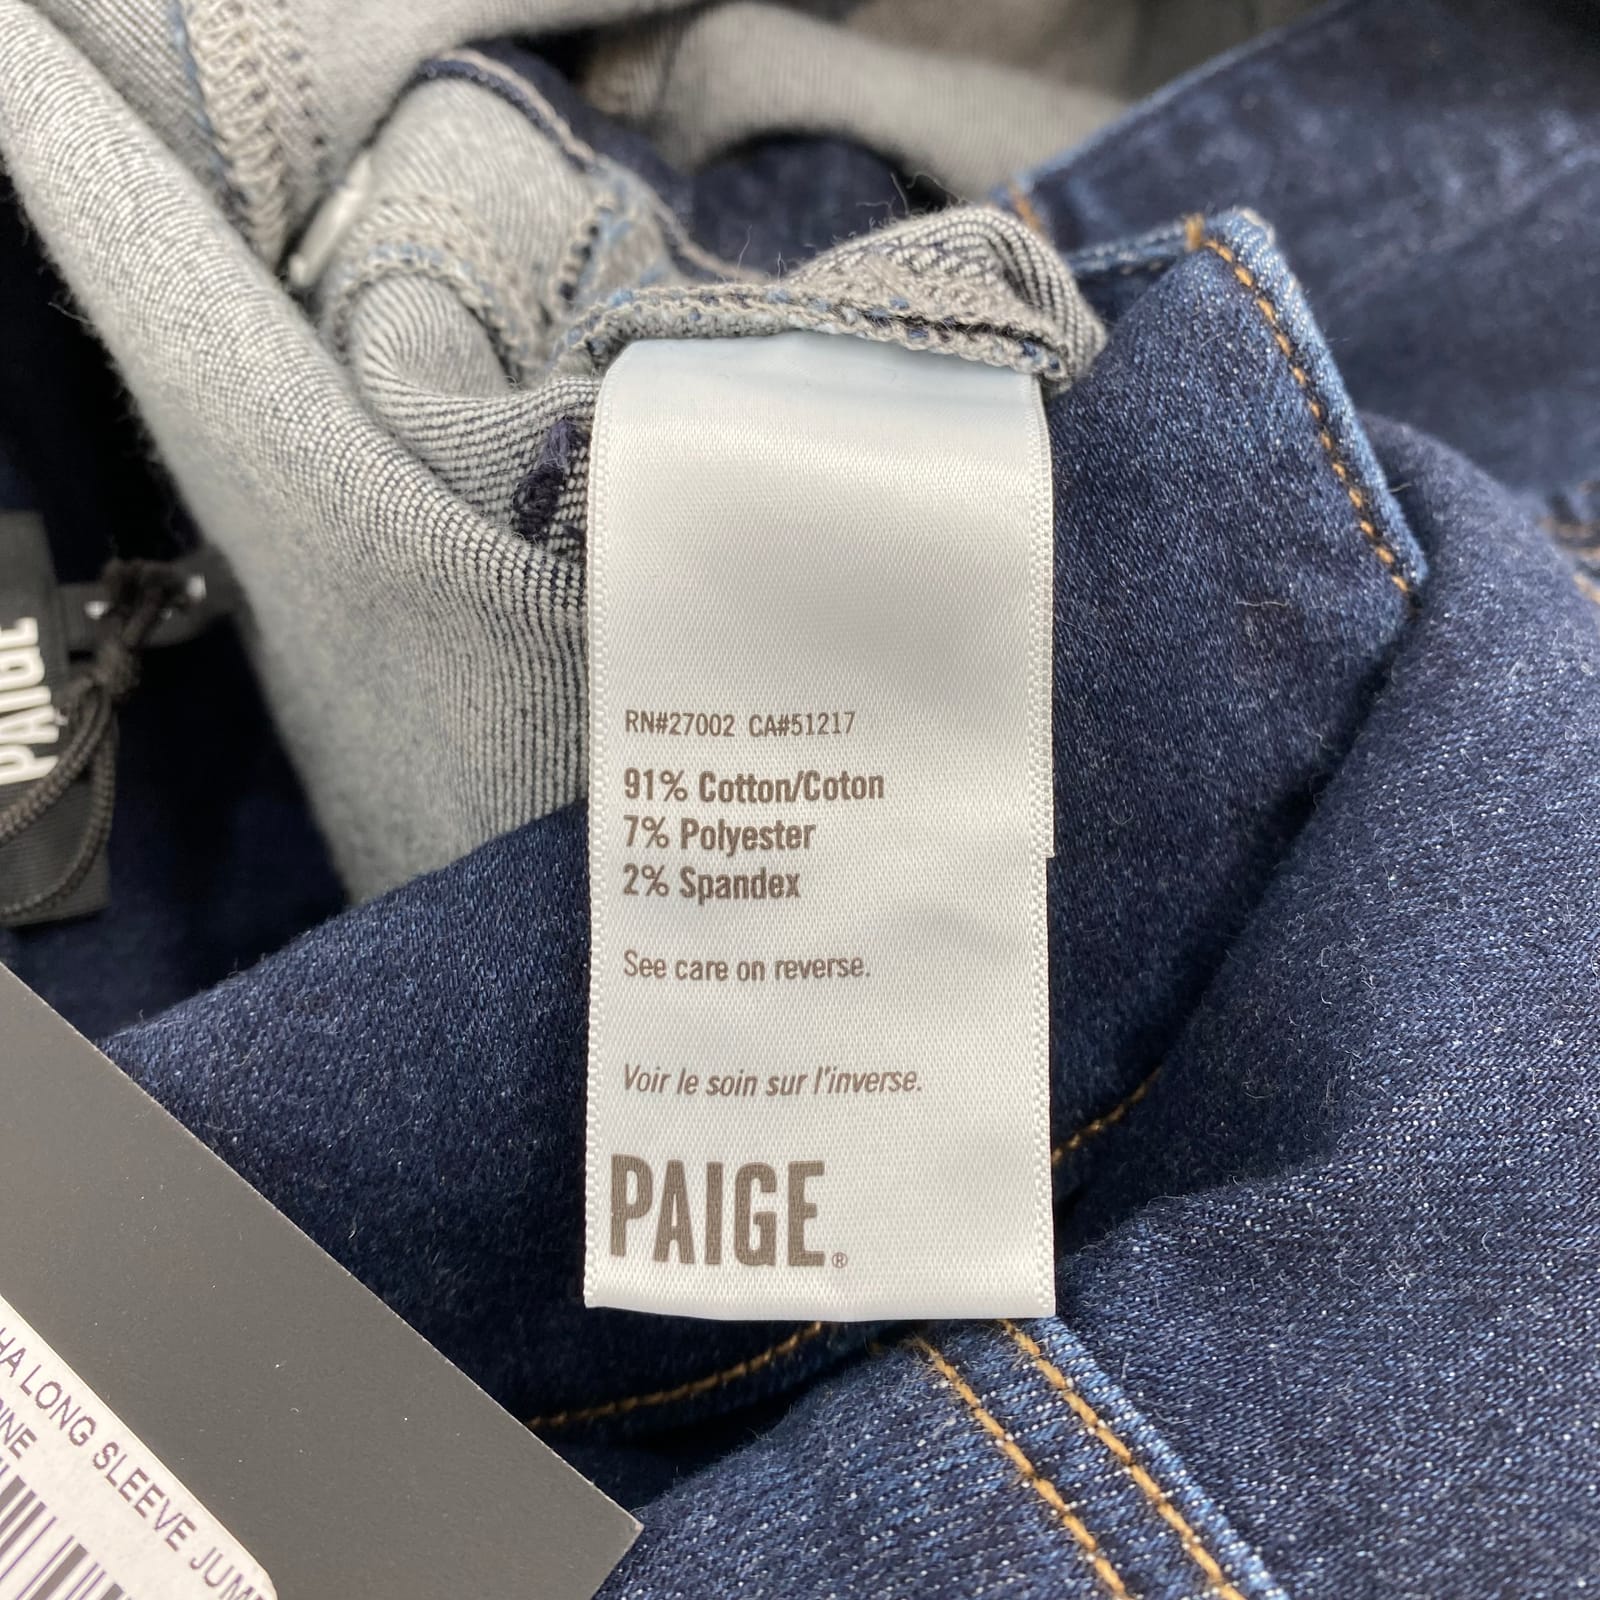 RN#27002 CA#51217
91% Cotton/Coton
7% Polyester
2% Spandex
See care on reverse.
Voir le soin sur l'inverse.
PAIGE®
PAIGE
LONG SLEEVE